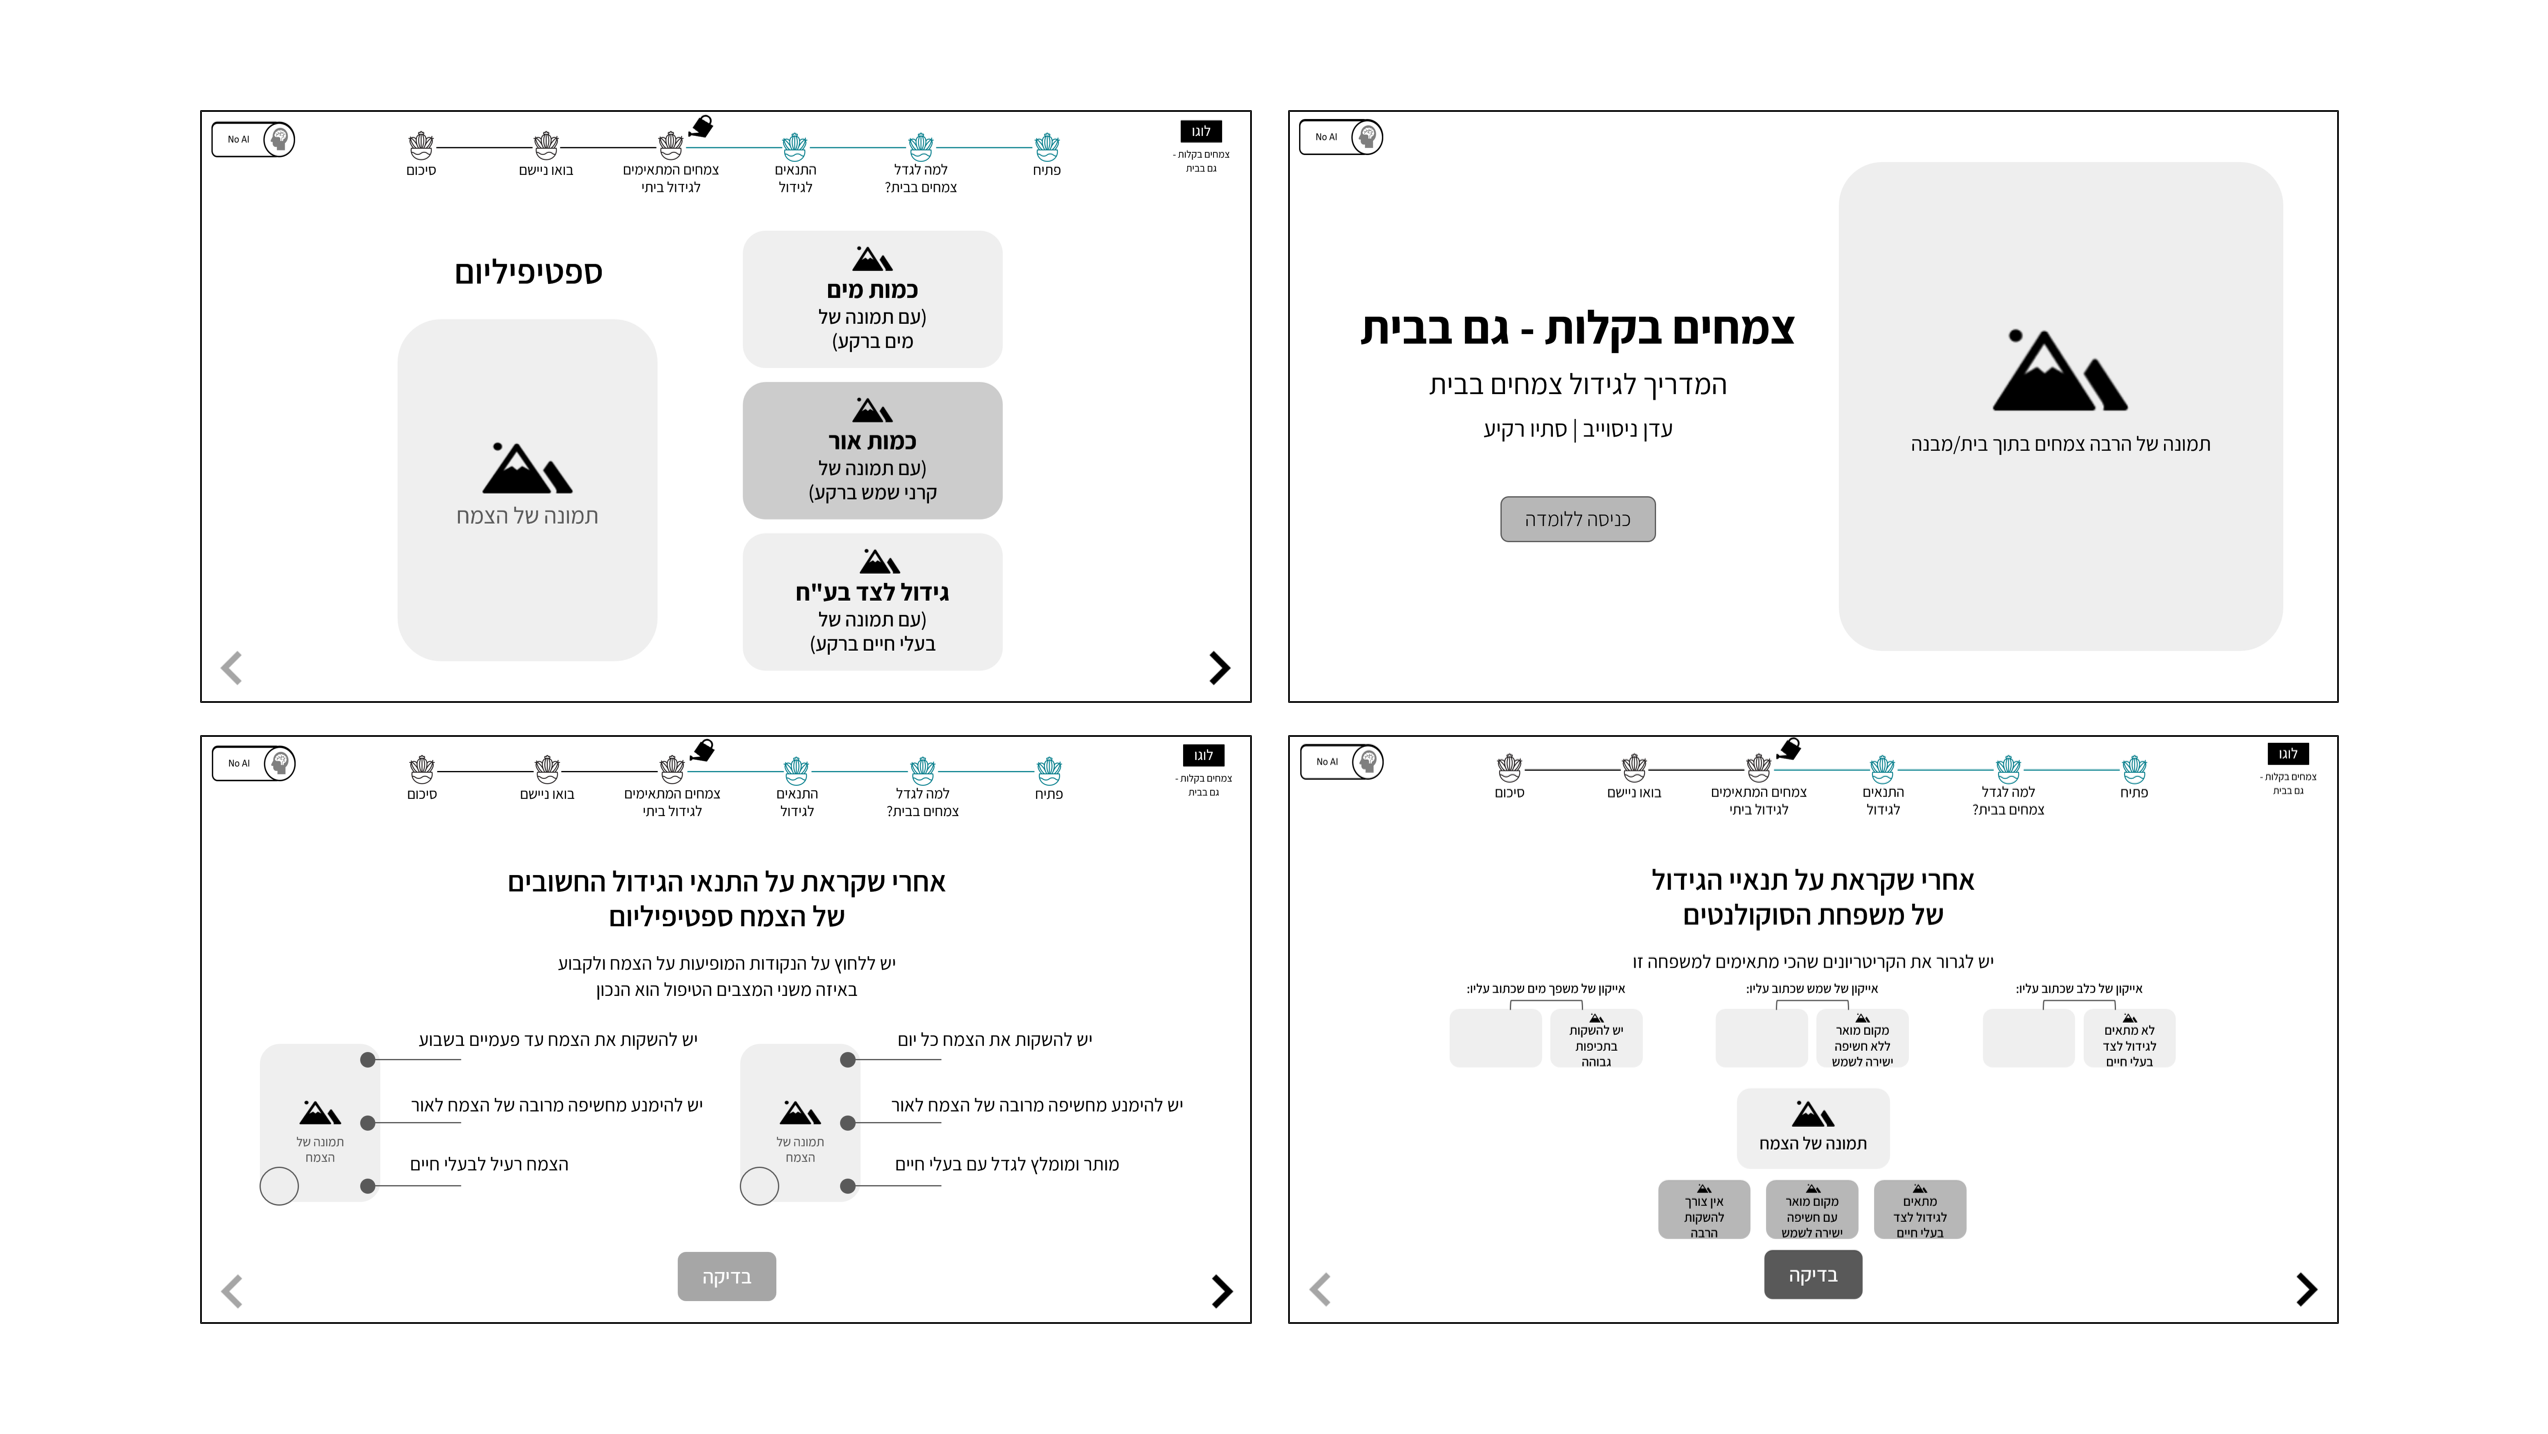 No AI
צמחים בקלות - גם בבית
המדריך לגידול צמחים בבית
עדן ניסוייב | סתיו רקיע
כניסה ללומדה
תמונה של הרבה צמחים בתוך בית/מבנה
No AI
לוגו
צמחים בקלות -
גם בבית
פתיח
למה לגדל
צמחים בבית?
התנאים
לגידול
צמחים המתאימים
לגידול ביתי
בואו ניישם
סיכום
כמות מים
(עם תמונה של
מים ברקע)
כמות אור
(עם תמונה של
קרני שמש ברקע)
גידול לצד בע"ח
(עם תמונה של
בעלי חיים ברקע)
ספטיפיליום
תמונה של הצמח
No AI
לוגו
צמחים בקלות -
גם בבית
פתיח
למה לגדל
צמחים בבית?
התנאים
לגידול
צמחים המתאימים
לגידול ביתי
בואו ניישם
סיכום
אחרי שקראת על תנאיי הגידול
של משפחת הסוקולנטים
יש לגרור את הקריטריונים שהכי מתאימים למשפחה זו
אייקון של כלב שכתוב עליו:
לא מתאים
לגידול לצד
בעלי חיים
אייקון של שמש שכתוב עליו:
מקום מואר
ללא חשיפה
ישירה לשמש
אייקון של משפך מים שכתוב עליו:
יש להשקות
בתכיפות
גבוהה
תמונה של הצמח
מתאים
לגידול לצד
בעלי חיים
מקום מואר
עם חשיפה
ישירה לשמש
אין צורך
להשקות
הרבה
בדיקה
No AI
לוגו
צמחים בקלות -
גם בבית
פתיח
למה לגדל
צמחים בבית?
התנאים
לגידול
צמחים המתאימים
לגידול ביתי
בואו ניישם
סיכום
אחרי שקראת על התנאי הגידול החשובים
של הצמח ספטיפיליום
יש ללחוץ על הנקודות המופיעות על הצמח ולקבוע
באיזה משני המצבים הטיפול הוא הנכון
יש להשקות את הצמח כל יום
יש להימנע מחשיפה מרובה של הצמח לאור
מותר ומומלץ לגדל עם בעלי חיים
תמונה של
הצמח
יש להשקות את הצמח עד פעמיים בשבוע
יש להימנע מחשיפה מרובה של הצמח לאור
הצמח רעיל לבעלי חיים
תמונה של
הצמח
בדיקה